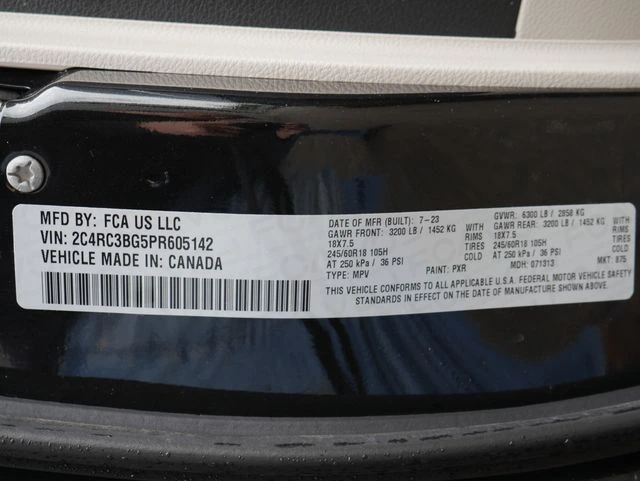 MFD BY: FCA US LLC
VIN: 2C4RC3BG5PR605142
VEHICLE MADE IN: CANADA
DATE OF MFR (BUILT): 7-23
GAWR FRONT: 3200 LB / 1452 KG WITH
18X7.5 RIMS
245/60R18 105H AT
AT 250 kPa / 36 PSI COLD
TYPE: MPV PAINT: PXR
GVWR: 6300 LB / 2858 KG
GAWR REAR: 3200 LB / 1452 KG WITH
18X7.5 RIMS
245/60R18 105H
AT 250 kPa / 36 PSI COLD
MDH: 071313 MKT: 875
THIS VEHICLE CONFORMS TO ALL APPLICABLE U.S.A. FEDERAL MOTOR VEHICLE SAFETY
STANDARDS IN EFFECT ON THE DATE OF MANUFACTURE SHOWN ABOVE.